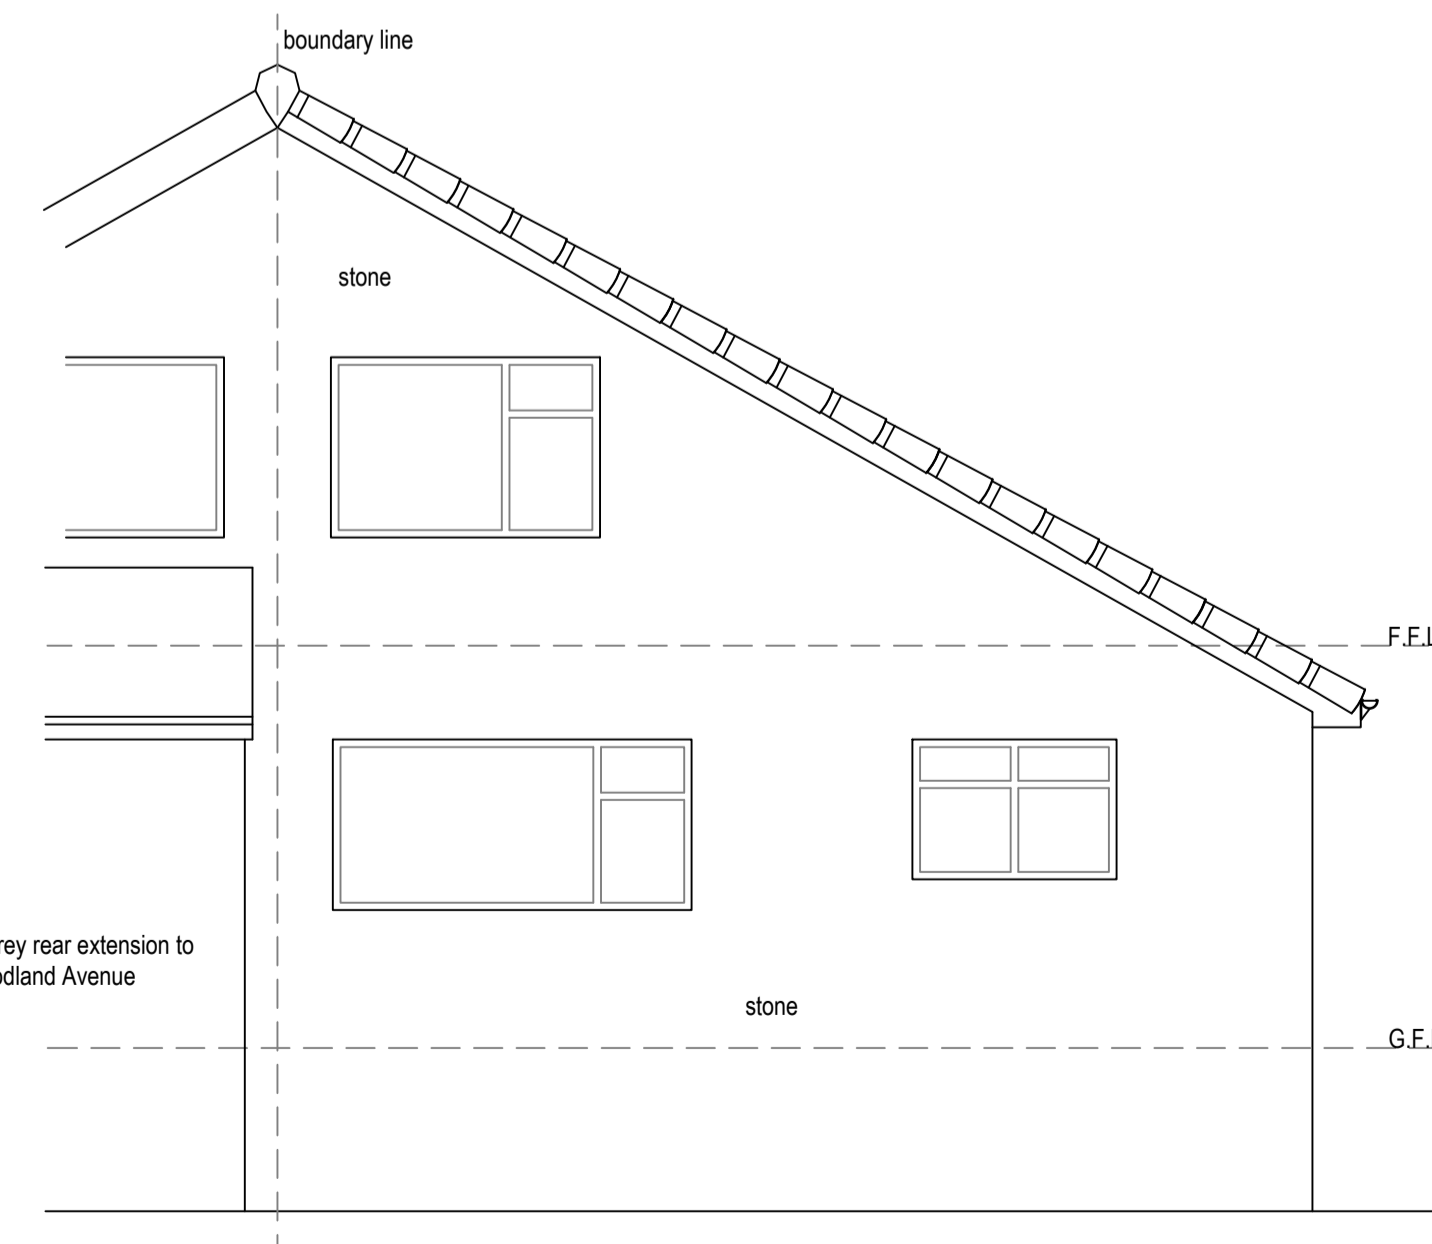 boundary line
stone
F.F.L
rey rear extension to
odland Avenue
stone
G.F.